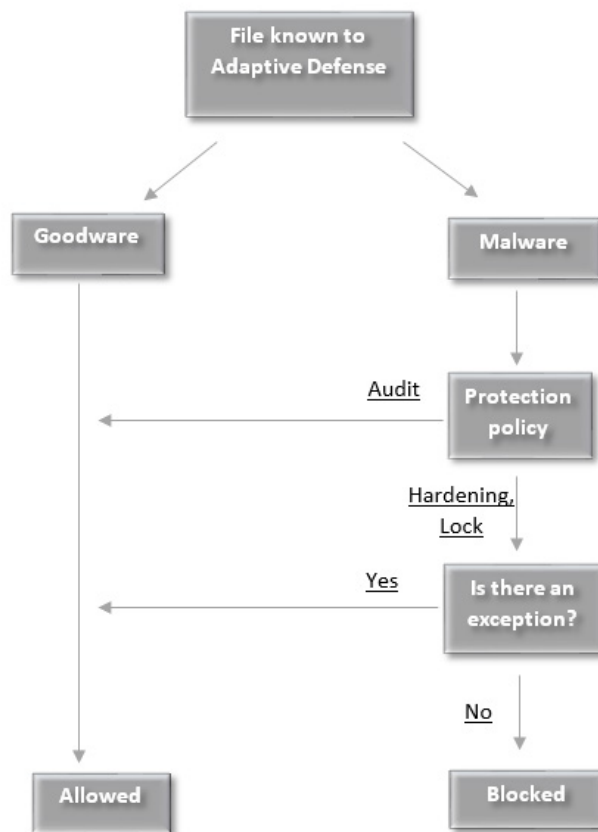 File known to
Adaptive Defense
Goodware
Malware
Audit
Protection
policy
Hardening,
Lock
Yes
Is there an
exception?
No
Allowed
Blocked